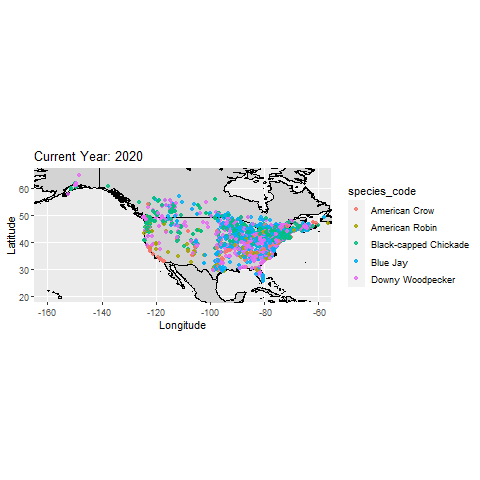 Current Year: 2020
60
50
40
30
20
Latitude
-160
-140
-120
-100
-80
-60
Longitude
species_code
American Crow
American Robin
Black-capped Chickade
Blue Jay
Downy Woodpecker